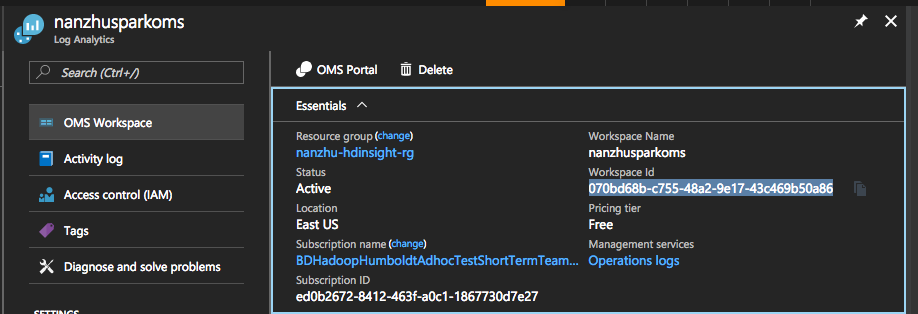 nanzhusparkoms
Log Analytics
Search (Ctrl+/)
OMS Workspace
Activity log
Access control (IAM)
Tags
Diagnose and solve problems
SETTINGS
OMS Portal
Delete
Essentials
Resource group (change)
nanzhu-hdinsight-rg
Status
Active
Location
East US
Subscription name (change)
BDHadoopHumboldtAdhocTestShortTermTeam...
Subscription ID
ed0b2672-8412-463f-a0c1-1867730d7e27
Workspace Name
nanzhusparkoms
Workspace Id
070bd68b-c755-48a2-9e17-43c469b50a86
Pricing tier
Free
Management services
Operations logs